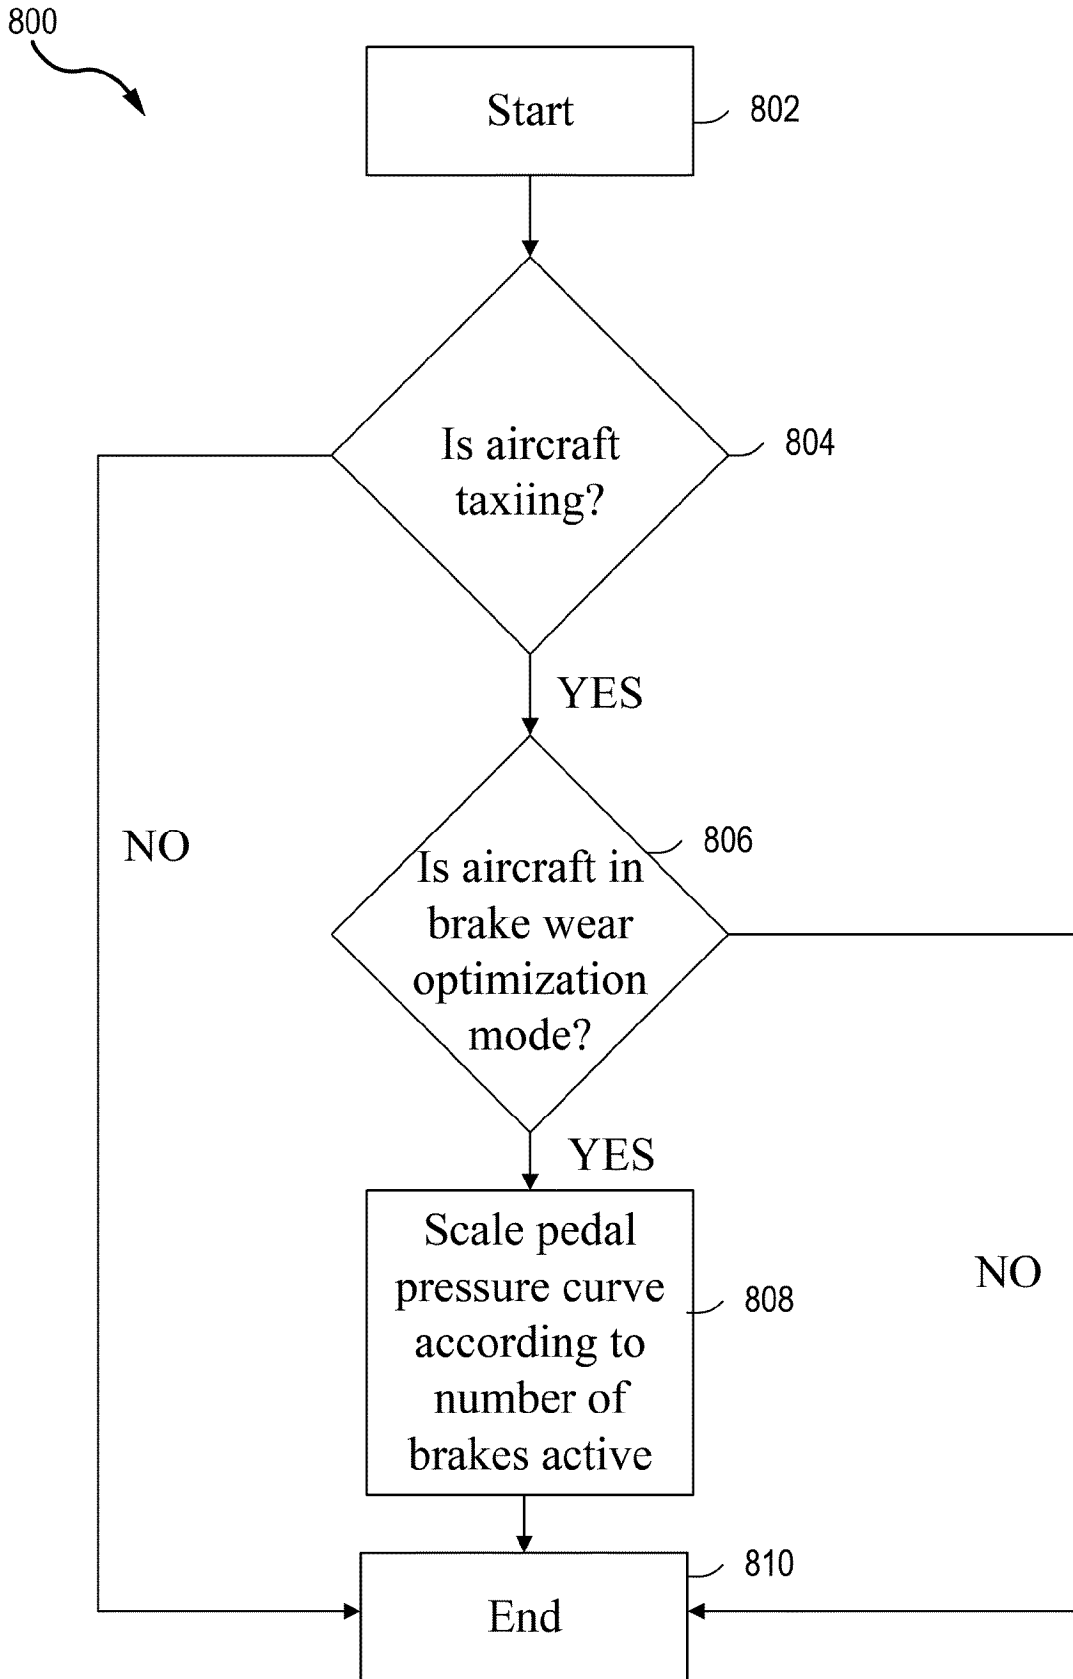 800
Start
802
Is aircraft
taxiing?
804
YES
NO
806
Is aircraft in
brake wear
optimization
mode?
YES
Scale pedal
pressure curve
according to
number of
brakes active
808
NO
810
End